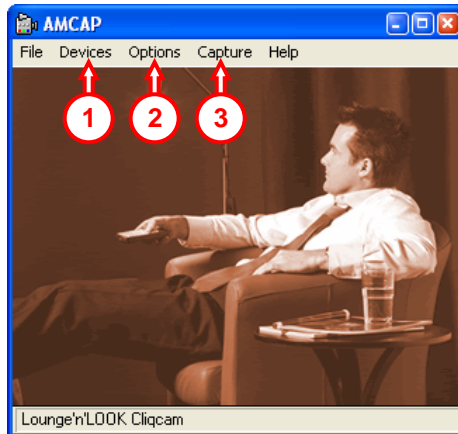 AMCAP
File Devices Options Capture Help
1 2 3
Lounge'n'LOOK Cliqcam